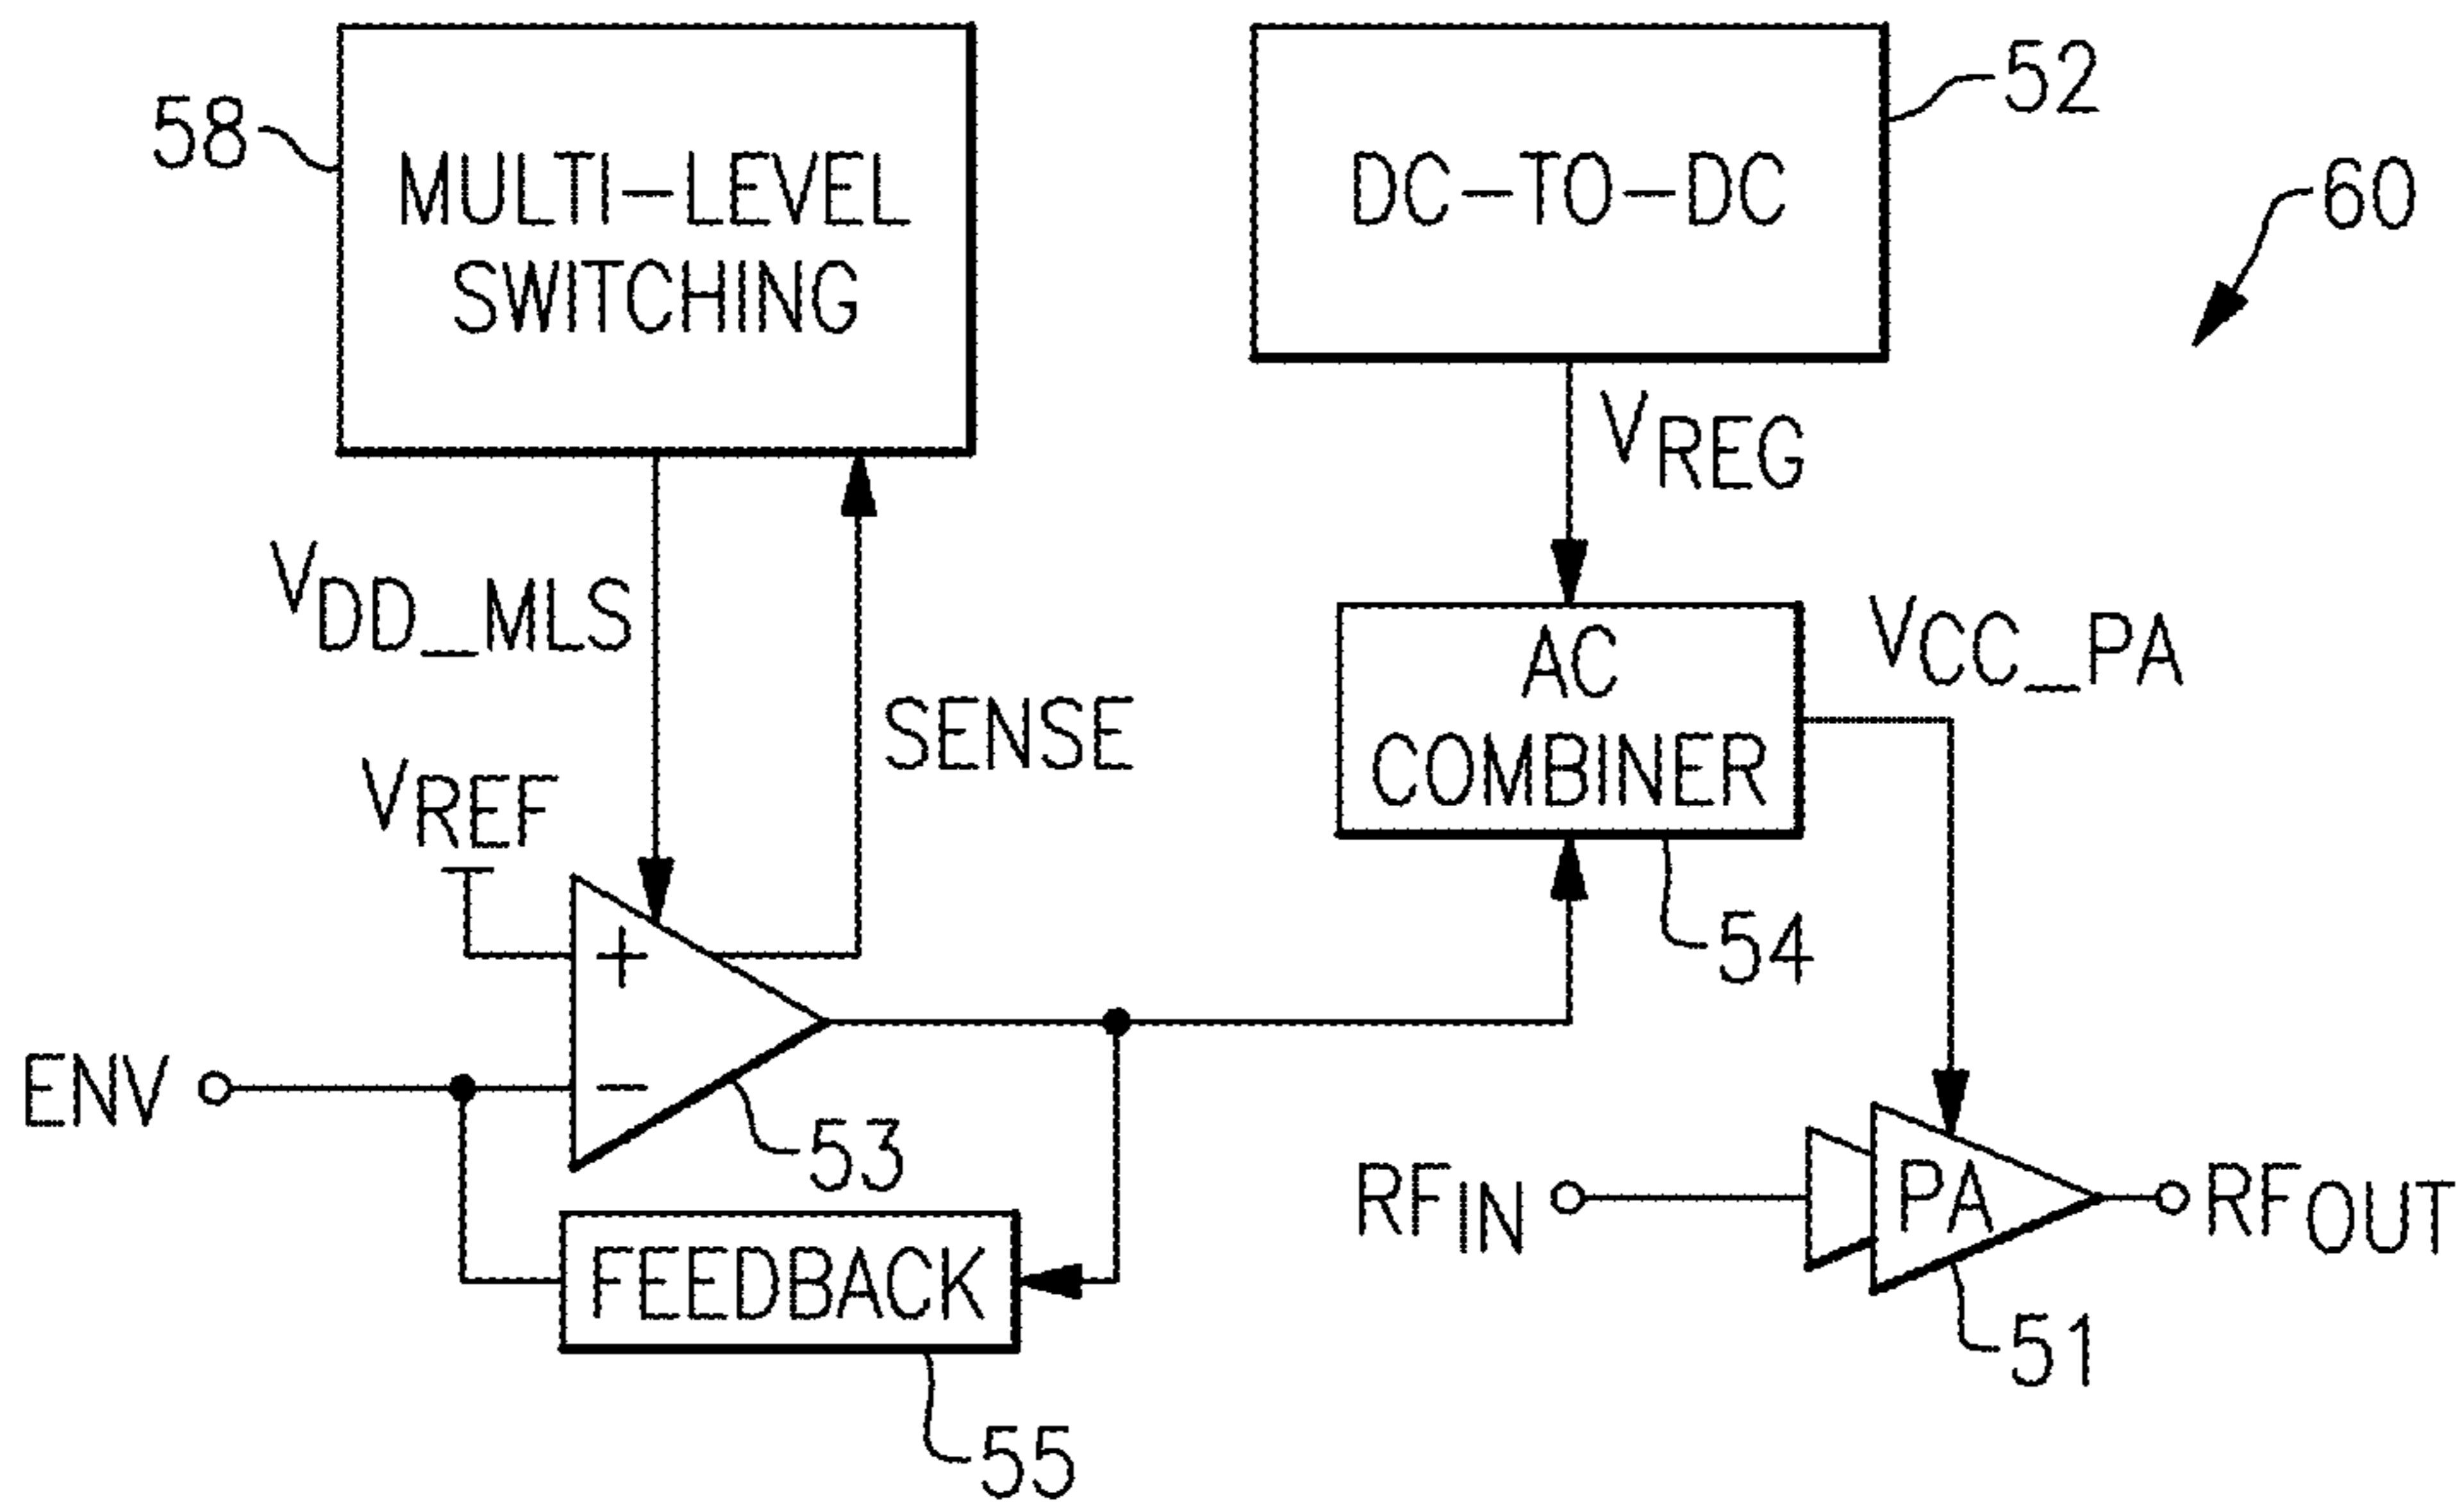 58
MULTI-LEVEL
SWITCHING
DC-TO-DC
52
60
VREG
VDD_MLS
SENSE
AC
COMBINER
VCC_PA
VREF
54
+
ENV
−
53
FEEDBACK
55
RFIN
PA
RFOUT
51